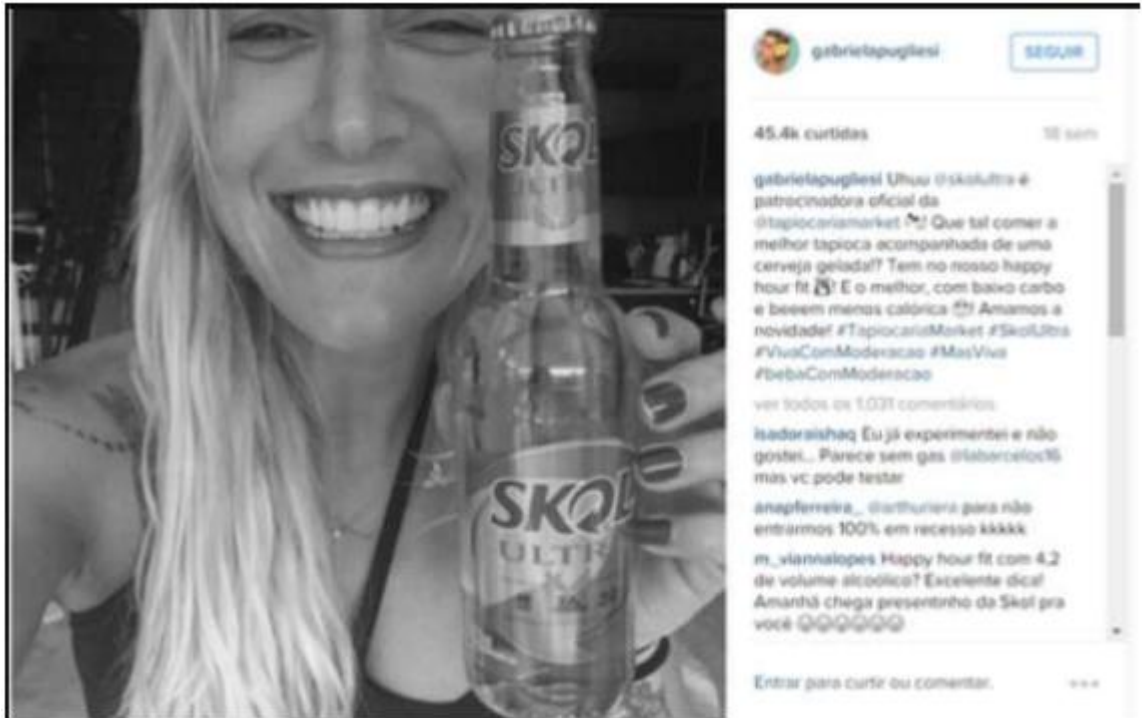 SKOL
ULTRA
SKOL
ULTRA
gabrielapugliesi
SEGUIR
45.4k curtidas
18 sem
gabrielapugliesi Uhuu @skolultra é
patrocinadora oficial da
@tapiocariamarket ! Que tal comer a
melhor tapioca acompanhada de uma
cerveja gelada!? Tem no nosso happy
hour fit ! E o melhor, com baixo carbo
e beeem menos calórica ! Amamos a
novidade! #TapiocariaMarket #SkolUltra
#VivaComModeracao #MasViva
#bebaComModeracao
ver todos os 1.031 comentários
isadoraishaq Eu já experimentei e não
gostei... Parece sem gas @labarcelos16
mas vc pode testar
anapferreira_ @arthuriera para não
entrarmos 100% em recesso kkkkk
m_viannalopes Happy hour fit com 4,2
de volume alcoólico? Excelente dica!
Amanhã chega presentinho da Skol pra
você
Entrar para curtir ou comentar.